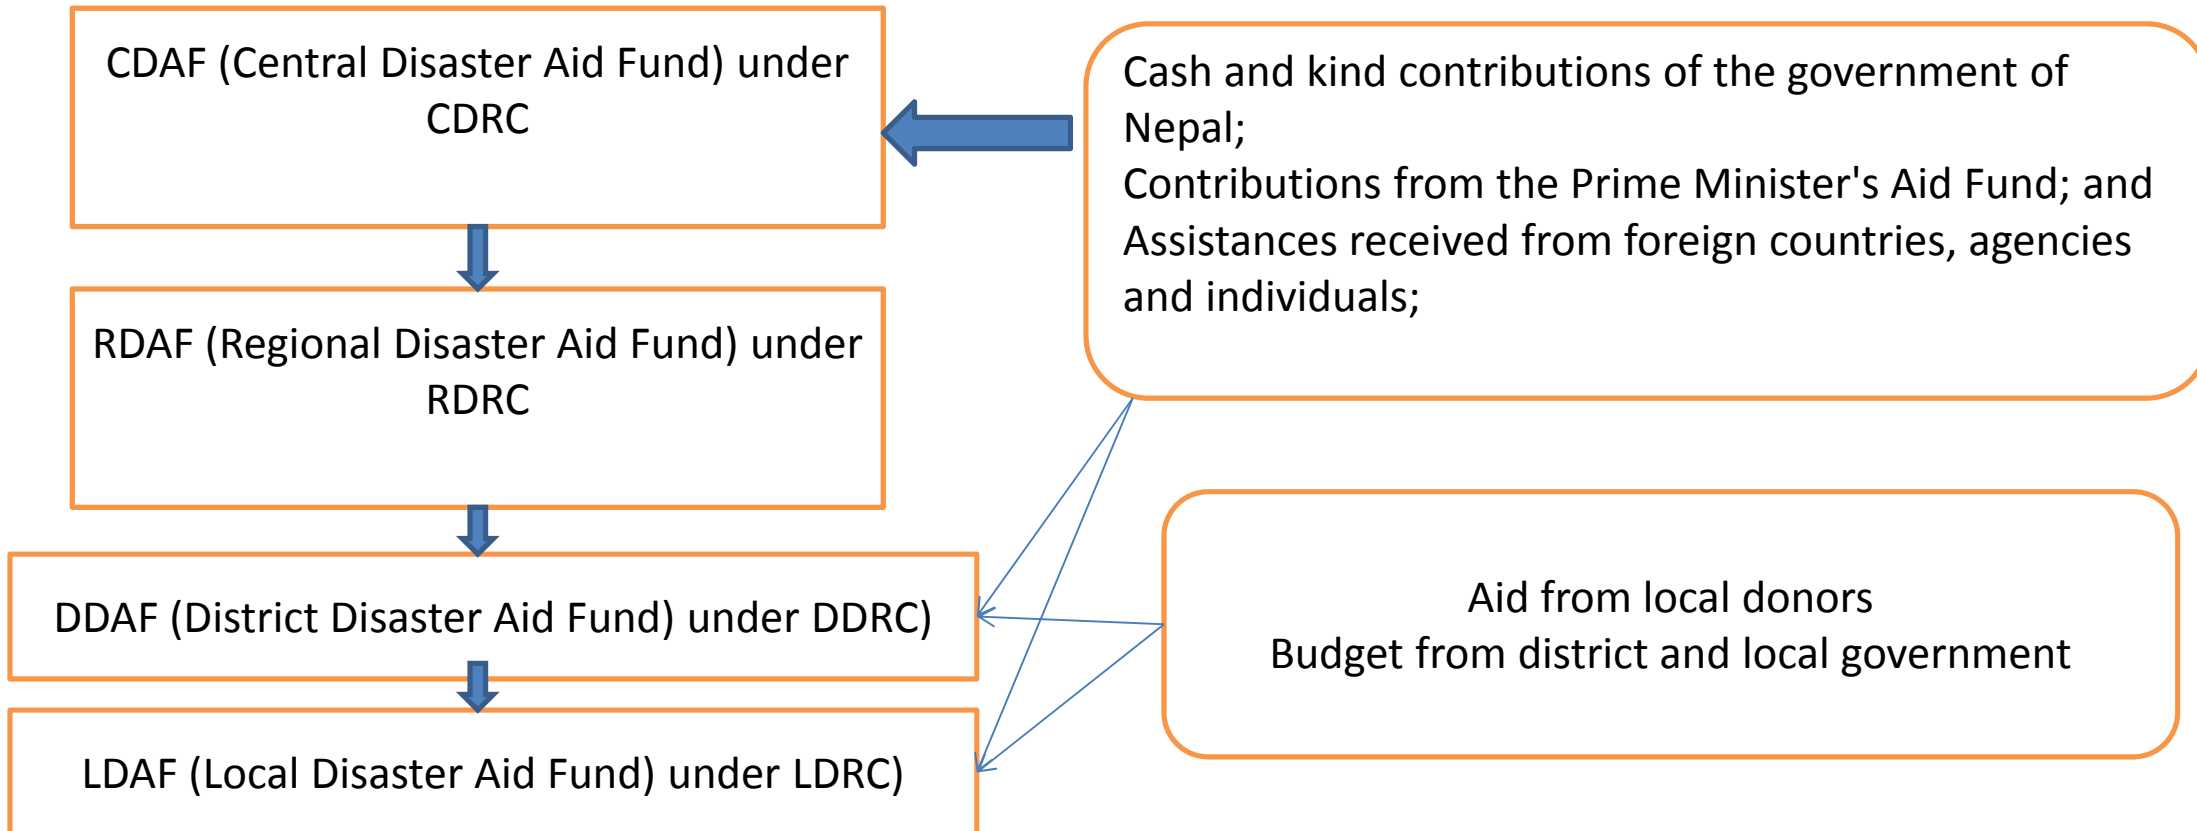 CDAF (Central Disaster Aid Fund) under
CDRC
Cash and kind contributions of the government of
Nepal;
Contributions from the Prime Minister's Aid Fund; and
Assistances received from foreign countries, agencies
and individuals;
RDAF (Regional Disaster Aid Fund) under
RDRC
DDAF (District Disaster Aid Fund) under DDRC)
Aid from local donors
Budget from district and local government
LDAF (Local Disaster Aid Fund) under LDRC)